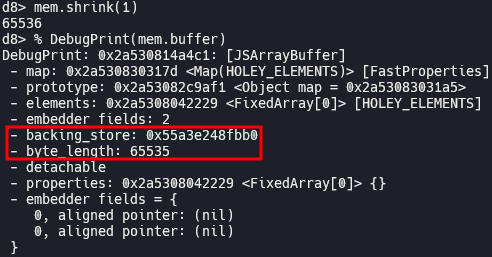 d8> mem.shrink(1)
65536
d8> % DebugPrint(mem.buffer)
DebugPrint: 0x2a530814a4c1: [JSArrayBuffer]
- map: 0x2a530830317d <Map(HOLEY_ELEMENTS)> [FastProperties]
- prototype: 0x2a53082c9af1 <Object map = 0x2a53083031a5>
- elements: 0x2a5308042229 <FixedArray[0]> [HOLEY_ELEMENTS]
- embedder fields: 2
- backing_store: 0x55a3e248fbb0
- byte_length: 65535
- detachable
- properties: 0x2a5308042229 <FixedArray[0]> {}
- embedder fields = {
0, aligned pointer: (nil)
0, aligned pointer: (nil)
}